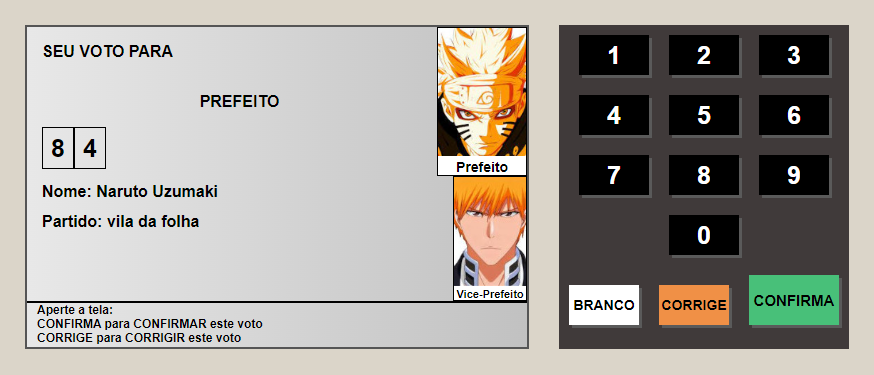 SEU VOTO PARA
PREFEITO
8 4
Nome: Naruto Uzumaki
Partido: vila da folha
Prefeito
Vice-Prefeito
Aperte a tela:
CONFIRMA para CONFIRMAR este voto
CORRIGE para CORRIGIR este voto
1 2 3
4 5 6
7 8 9
0
BRANCO CORRIGE CONFIRMA